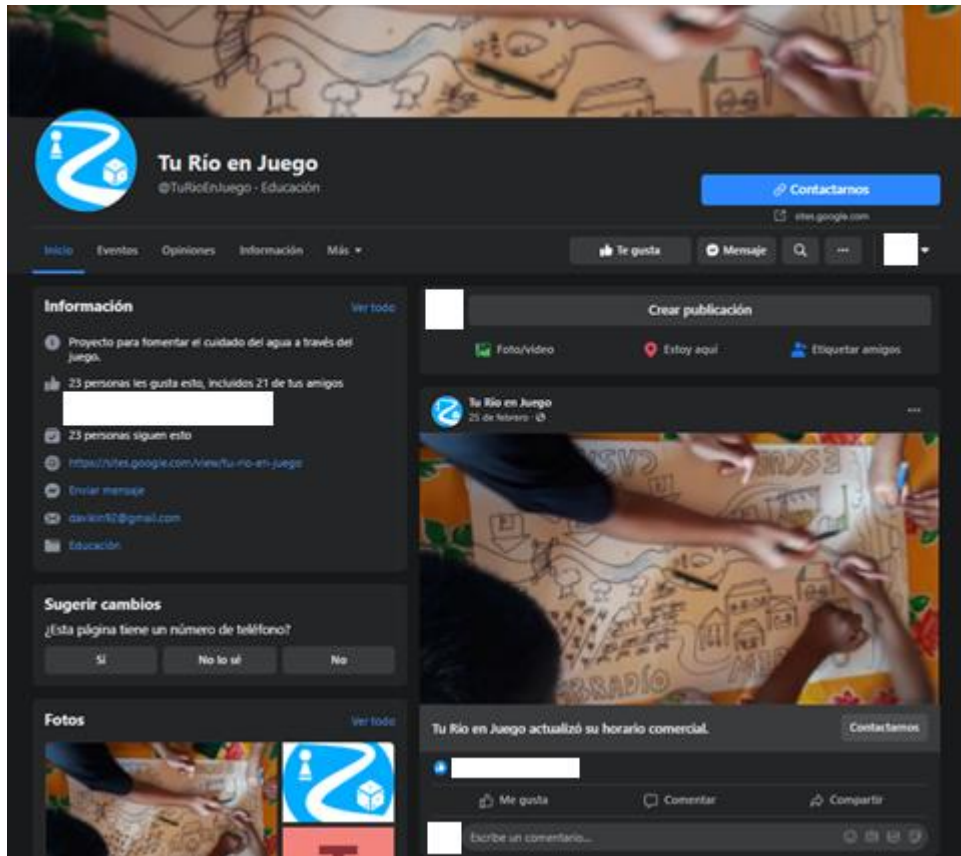 Tu Río en Juego
@TuRioEnJuego · Educación
Contactarnos
sites.google.com
Inicio
Eventos
Opiniones
Información
Más
Te gusta
Mensaje
Información
Ver todo
Proyecto para fomentar el cuidado del agua a través del
juego.
23 personas les gusta esto, incluidos 21 de tus amigos
23 personas siguen esto
https://sites.google.com/view/tu-rio-en-juego
Enviar mensaje
davikin92@gmail.com
Educación
Sugerir cambios
¿Esta página tiene un número de teléfono?
Sí
No lo sé
No
Fotos
Ver todo
Crear publicación
Foto/video
Estoy aquí
Etiquetar amigos
Tu Río en Juego
25 de febrero
Tu Río en Juego actualizó su horario comercial.
Contactarnos
Me gusta
Comentar
Compartir
Escribe un comentario...